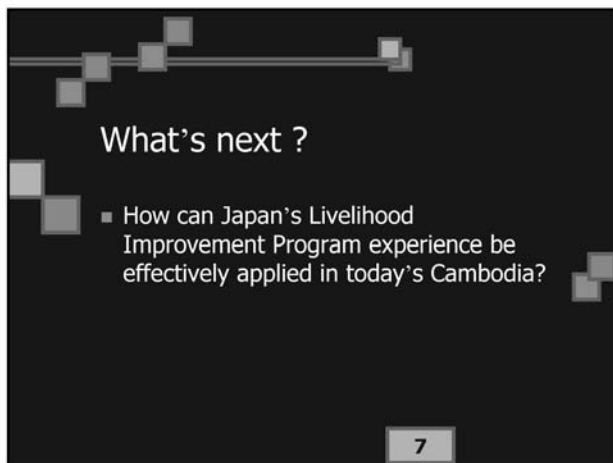 What’s next ?
How can Japan’s Livelihood
Improvement Program experience be
effectively applied in today’s Cambodia?
7